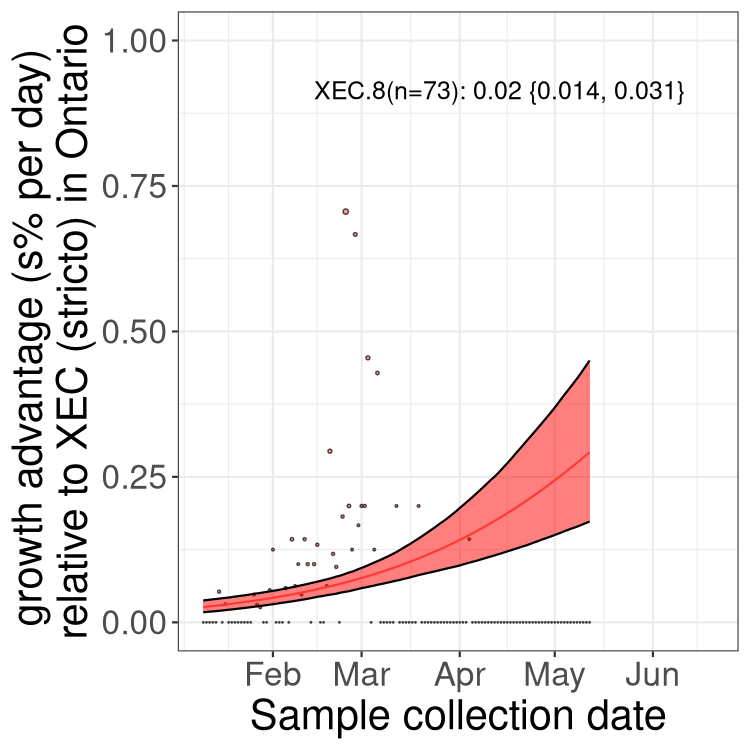 growth advantage (s% per day)
relative to XEC (stricto) in Ontario
1.00
XEC.8(n=73): 0.02 {0.014, 0.031}
0.75
0.50
0.25
0.00
Feb Mar Apr May Jun
Sample collection date